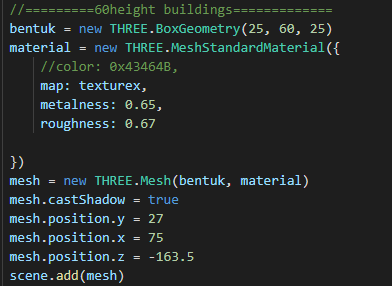 //=========60height buildings=============
bentuk = new THREE.BoxGeometry(25, 60, 25)
material = new THREE.MeshStandardMaterial({
//color: 0x43464B,
map: texturex,
metalness: 0.65,
roughness: 0.67
})
mesh = new THREE.Mesh(bentuk, material)
mesh.castShadow = true
mesh.position.y = 27
mesh.position.x = 75
mesh.position.z = -163.5
scene.add(mesh)